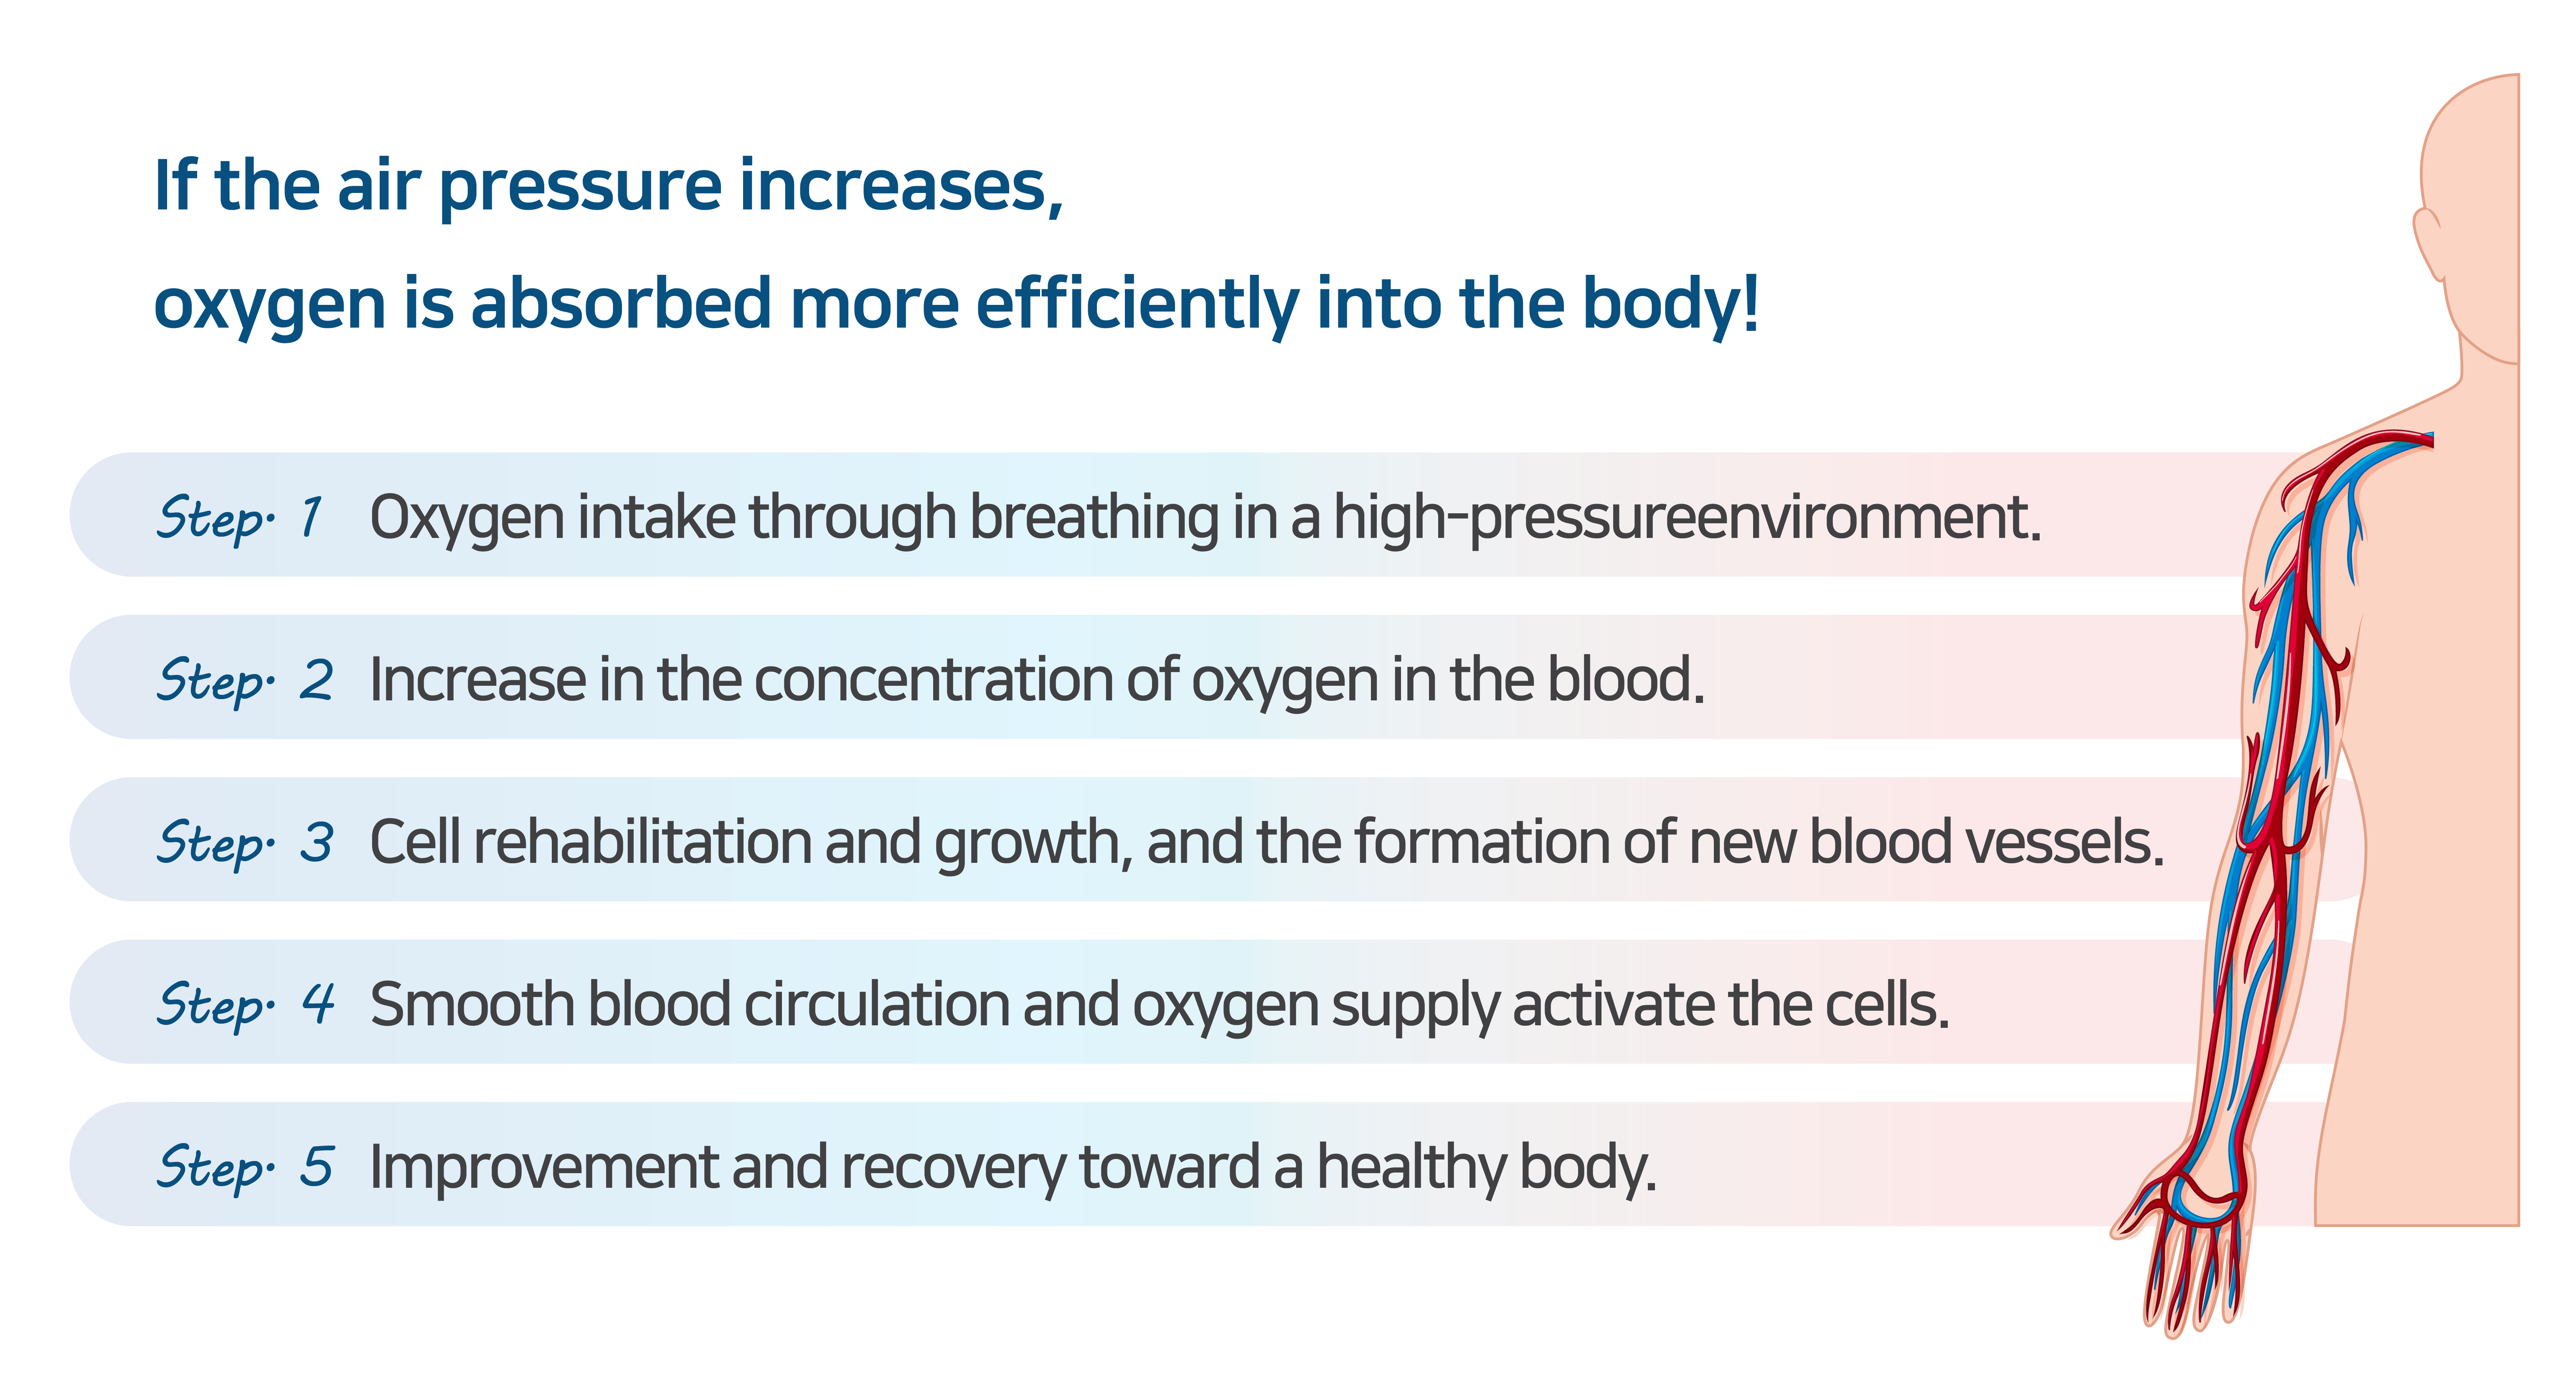 If the air pressure increases,
oxygen is absorbed more efficiently into the body!
Step. 1 Oxygen intake through breathing in a high-pressureenvironment.
Step. 2 Increase in the concentration of oxygen in the blood.
Step. 3 Cell rehabilitation and growth, and the formation of new blood vessels.
Step. 4 Smooth blood circulation and oxygen supply activate the cells.
Step. 5 Improvement and recovery toward a healthy body.